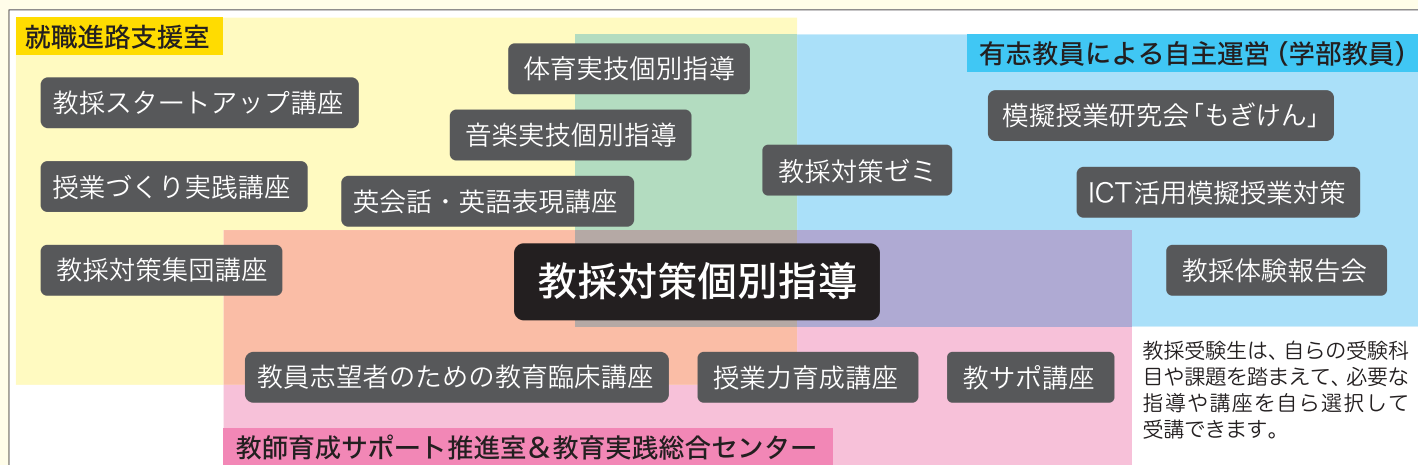 就職進路支援室
有志教員による自主運営（学部教員）
体育実技個別指導
教採スタートアップ講座
模擬授業研究会「もぎけん」
音楽実技個別指導
教採対策ゼミ
授業づくり実践講座
英会話・英語表現講座
ICT活用模擬授業対策
教採対策集団講座
教採対策個別指導
教採体験報告会
教員志望者のための教育臨床講座
授業力育成講座
教サポ講座
教採受験生は、自らの受験科
目や課題を踏まえて、必要な
指導や講座を自ら選択して
受講できます。
教師育成サポート推進室＆教育実践総合センター